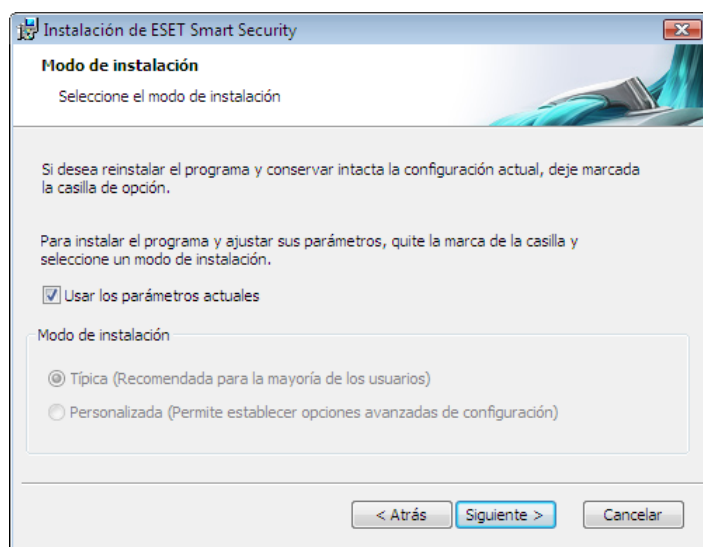 Instalación de ESET Smart Security
Modo de instalación
Seleccione el modo de instalación
Si desea reinstalar el programa y conservar intacta la configuración actual, deje marcada
la casilla de opción.
Para instalar el programa y ajustar sus parámetros, quite la marca de la casilla y
seleccione un modo de instalación.
Usar los parámetros actuales
Modo de instalación
Típica (Recomendada para la mayoría de los usuarios)
Personalizada (Permite establecer opciones avanzadas de configuración)
< Atrás Siguiente > Cancelar